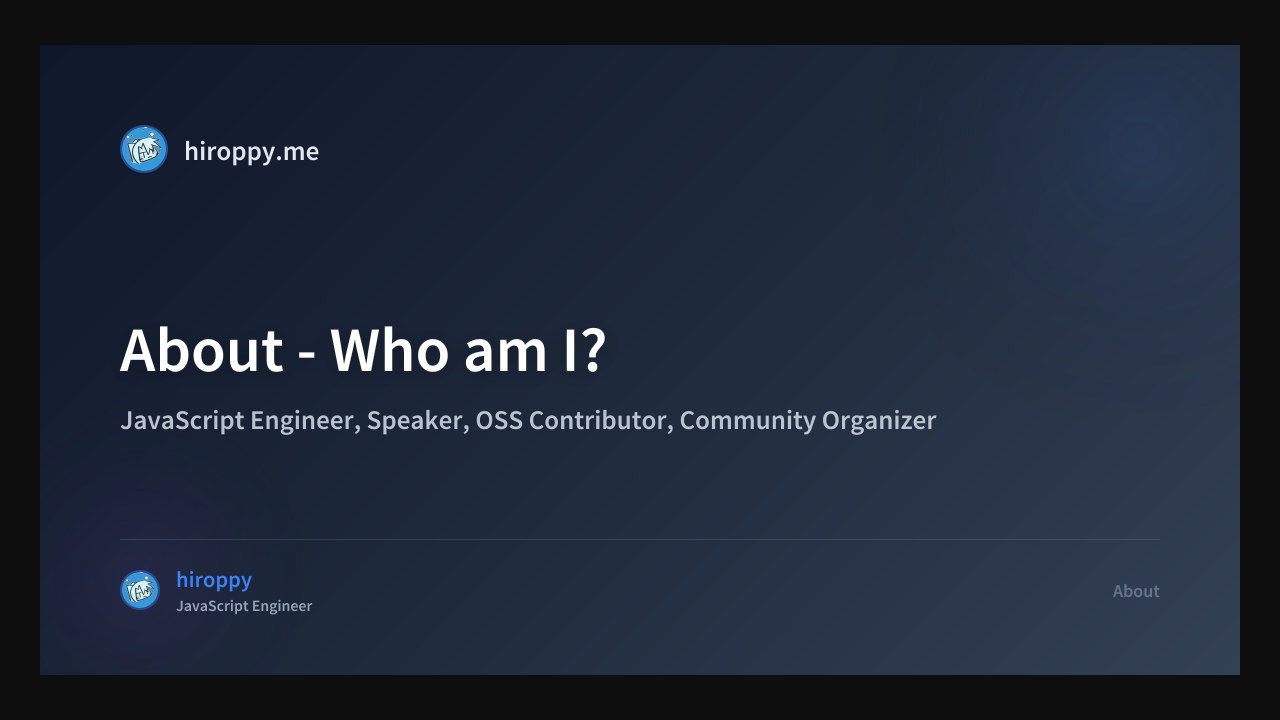 hiroppy.me
About - Who am I?
JavaScript Engineer, Speaker, OSS Contributor, Community Organizer
hiroppy
JavaScript Engineer
About